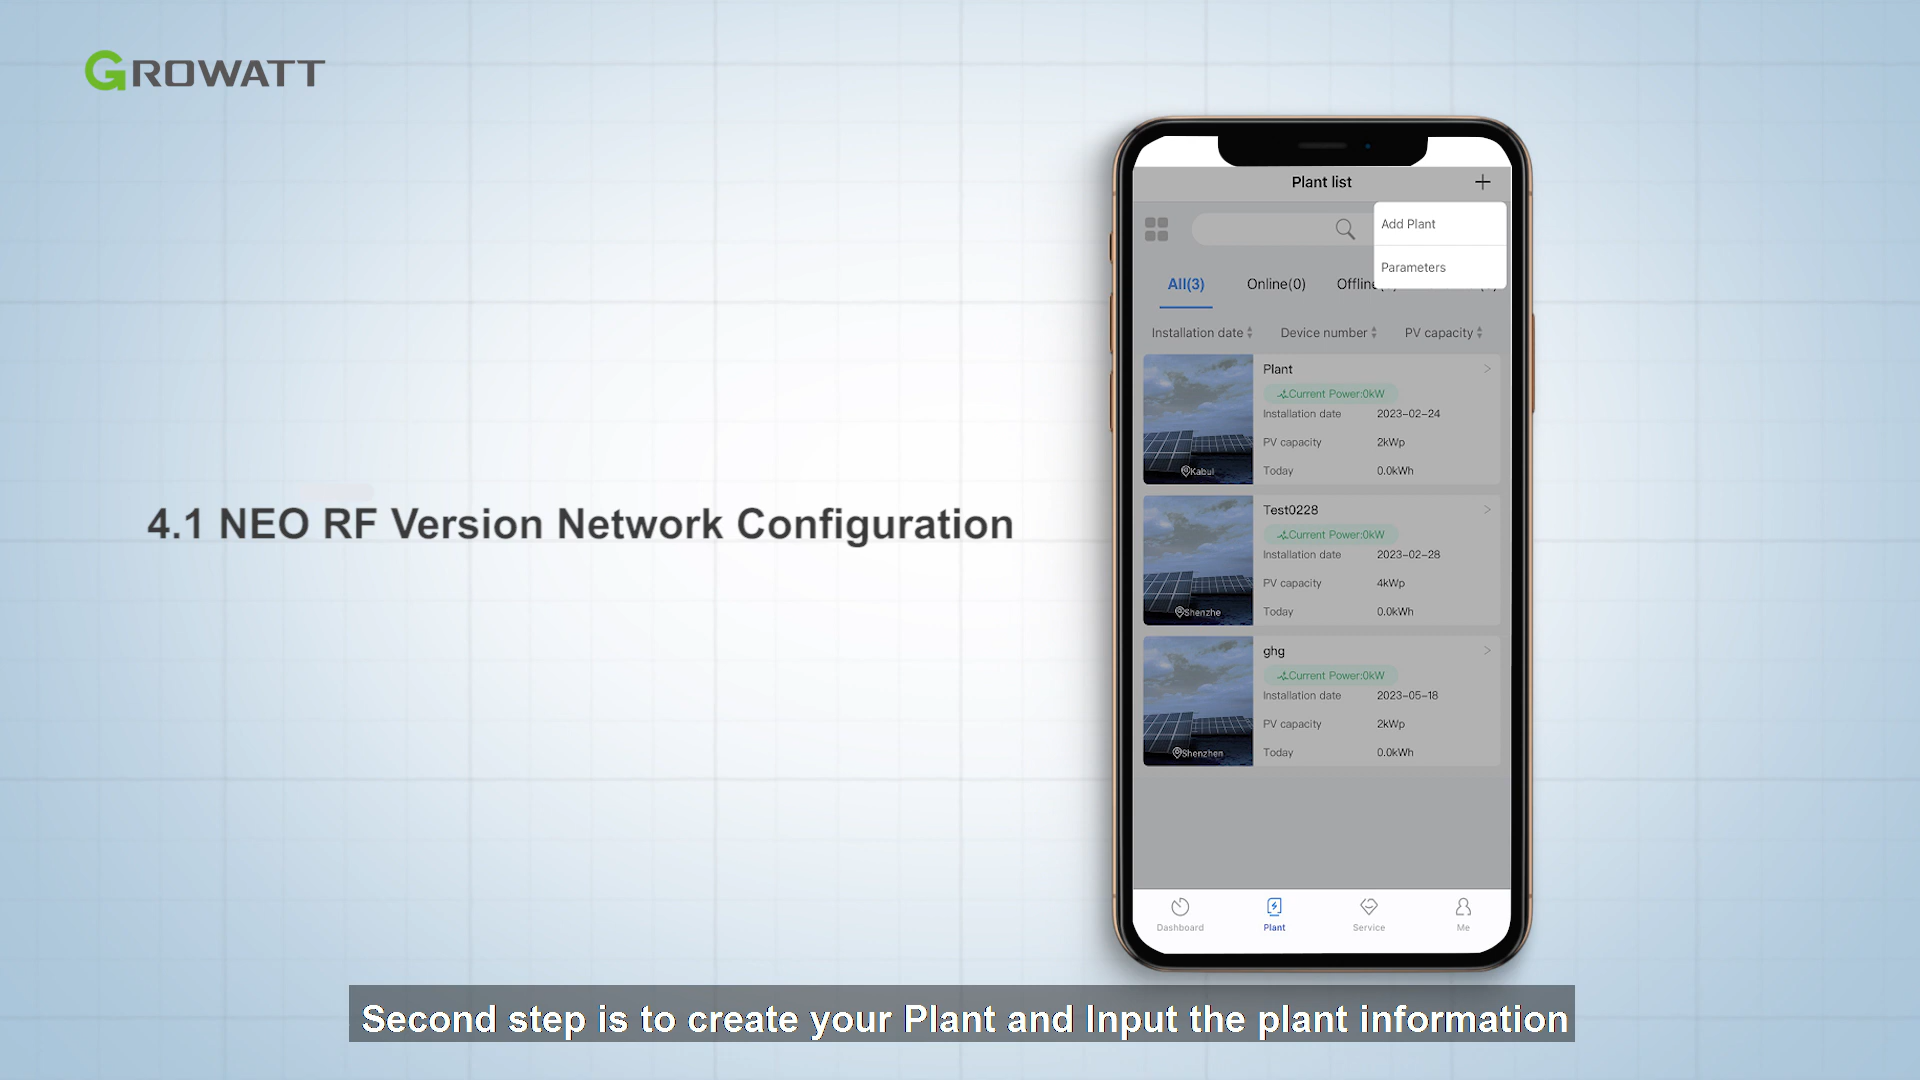 GROWATT
4.1 NEO RF Version Network Configuration
Plant list
Add Plant
Parameters
All(3)
Online(0)
Offline
Installation date
Device number
PV capacity
Plant
Current Power:0kW
Installation date 2023-02-24
PV capacity 2kWp
Today 0.0kWh
Kabul
Test0228
Current Power:0kW
Installation date 2023-02-28
PV capacity 4kWp
Today 0.0kWh
Shenzhe
ghg
Current Power:0kW
Installation date 2023-05-18
PV capacity 2kWp
Today 0.0kWh
Shenzhen
Dashboard
Plant
Service
Me
Second step is to create your Plant and Input the plant information